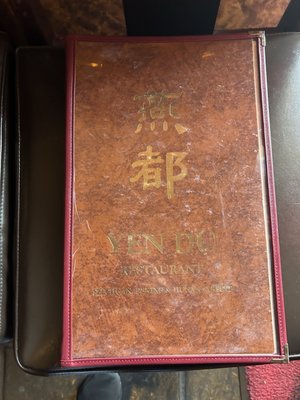 燕
都
YEN DU
RESTAURANT